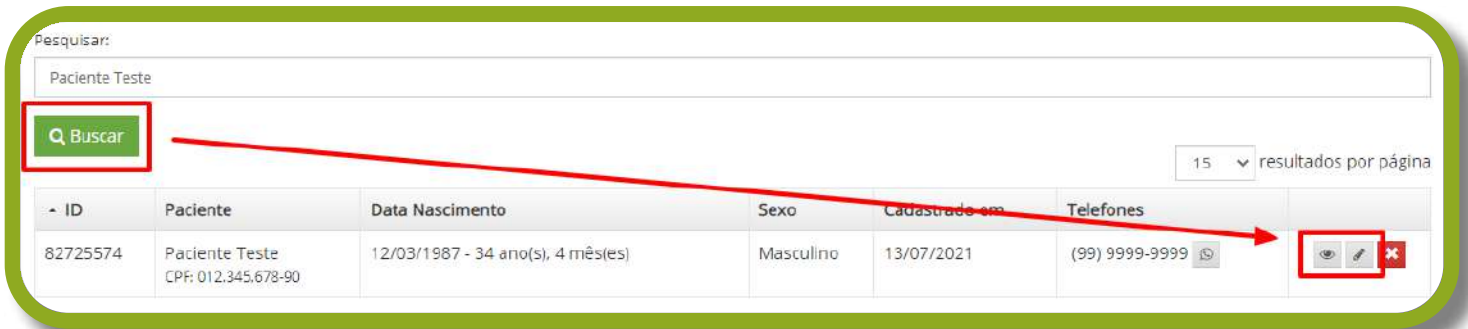 Pesquisar:
Paciente Teste
Buscar
15 resultados por página
ID Paciente Data Nascimento Sexo Cadastrado em Telefones
82725574 Paciente Teste 12/03/1987 - 34 ano(s), 4 mês(es) Masculino 13/07/2021 (99) 9999-9999
CPF: 012.345.678-90